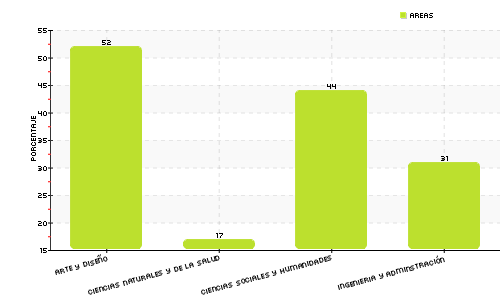 AREAS
55
52
50
45
44
40
PORCENTAJE
35
31
30
25
20
17
15
ARTE Y DISEÑO
CIENCIAS NATURALES Y DE LA SALUD
CIENCIAS SOCIALES Y HUMANIDADES
INGENIERIA Y ADMINSTRACIÓN